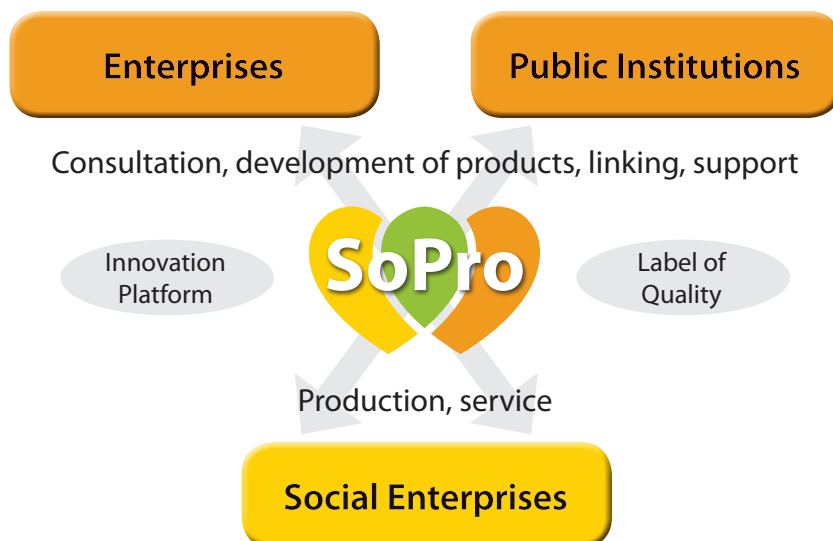 Enterprises
Public Institutions
Consultation, development of products, linking, support
SoPro
Innovation
Platform
Label of
Quality
Production, service
Social Enterprises